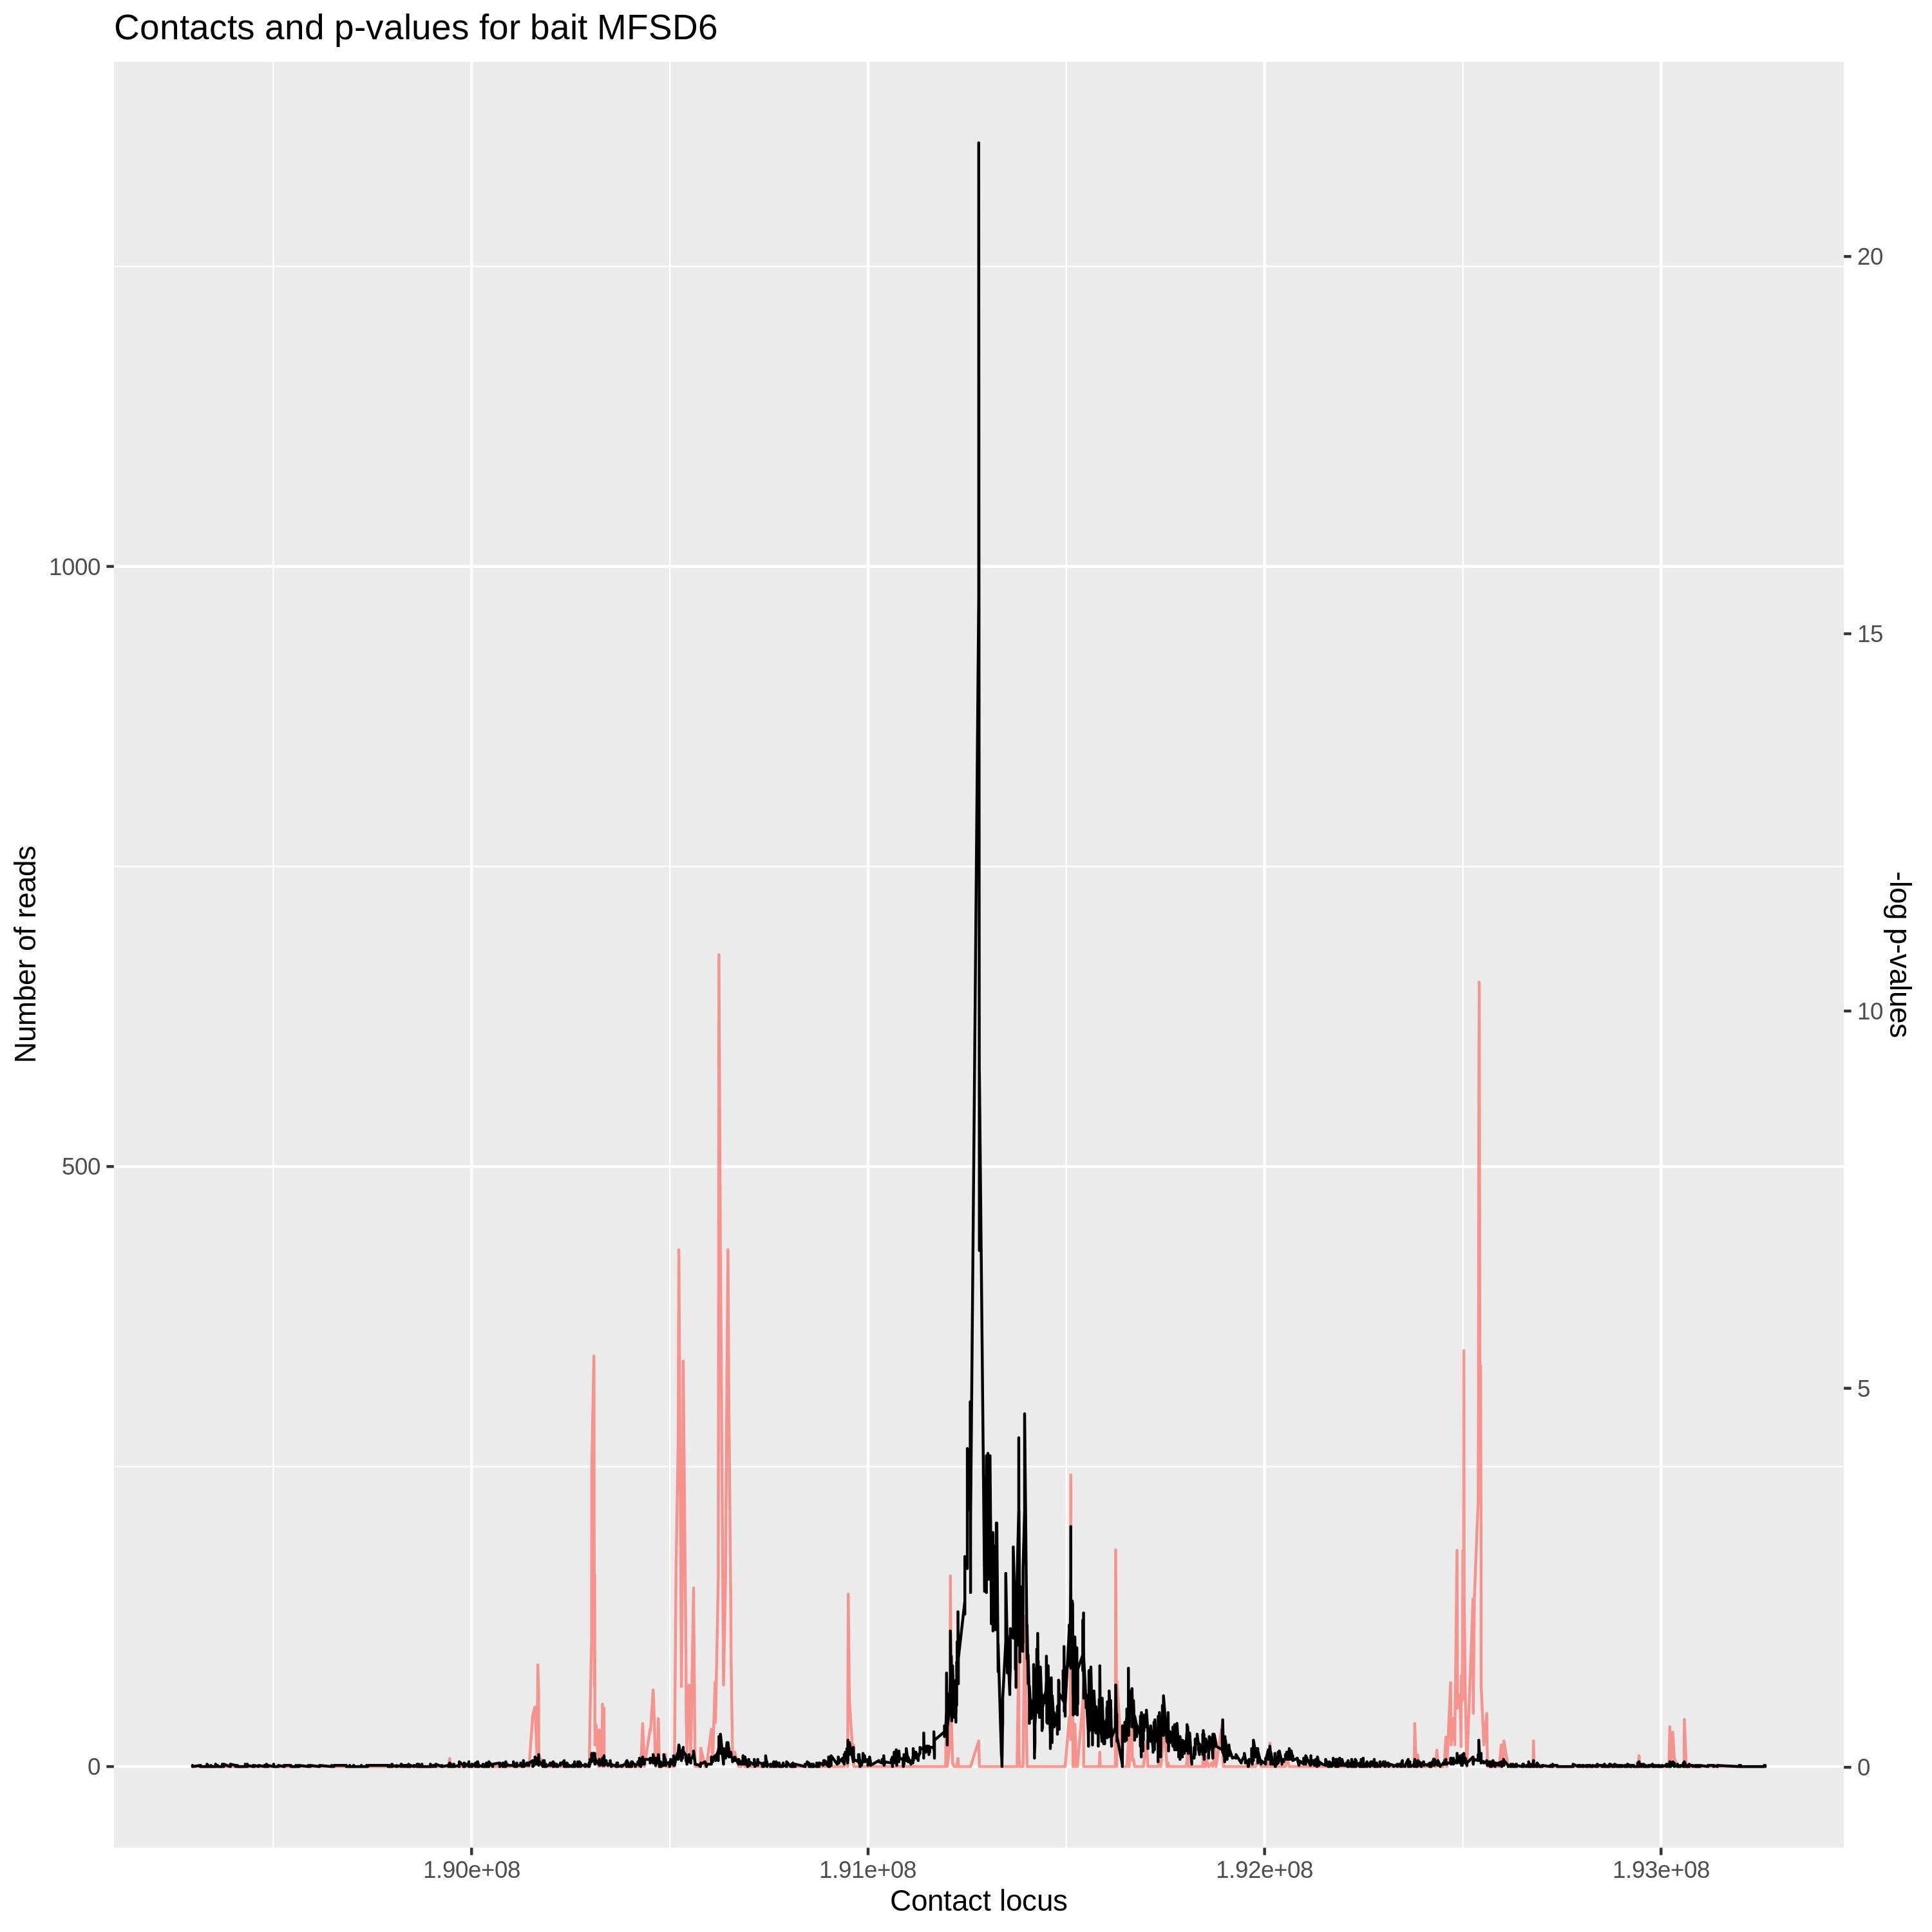 Contacts and p-values for bait MFSD6
Number of reads
1000
500
0
20
15
10
5
0
-log p-values
1.90e+08
1.91e+08
1.92e+08
1.93e+08
Contact locus